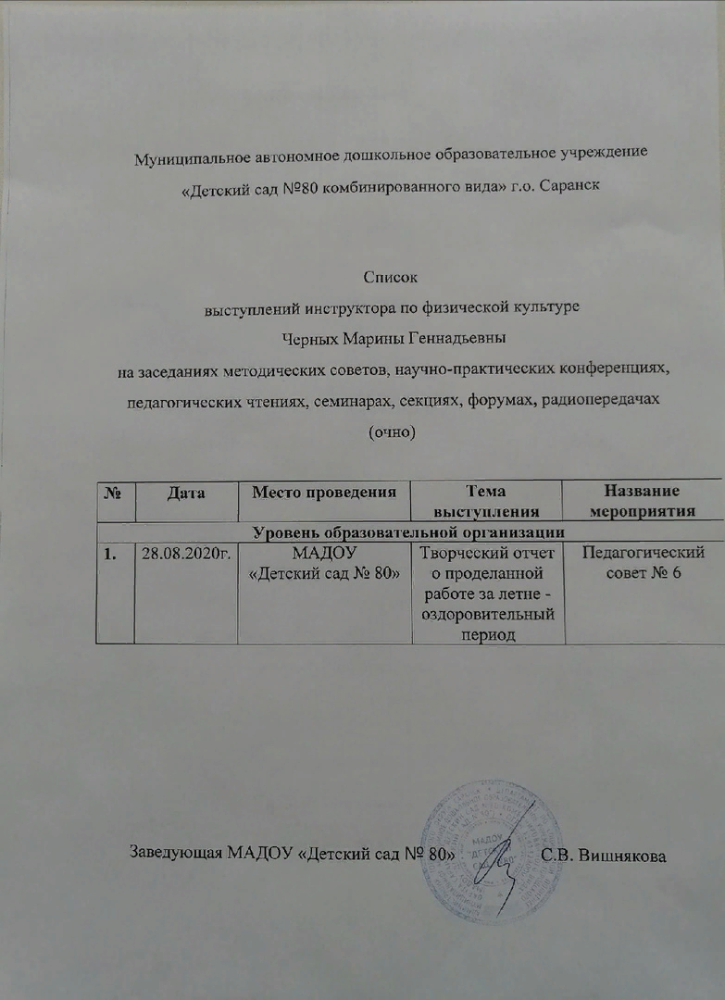 Муниципальное автономное дошкольное образовательное учреждение
«Детский сад №80 комбинированного вида» г.о. Саранск
Список
выступлений инструктора по физической культуре
Черных Марины Геннадьевны
на заседаниях методических советов, научно-практических конференциях,
педагогических чтениях, семинарах, секциях, форумах, радиопередачах
(очно)
№ Дата Место проведения Тема выступления Название мероприятия
Уровень образовательной организации
1. 28.08.2020г. МАДОУ «Детский сад № 80» Творческий отчет о проделанной работе за летне - оздоровительный период Педагогический совет № 6
Заведующая МАДОУ «Детский сад № 80» С.В. Вишнякова
МАДОУ
"ДЕТСКИЙ